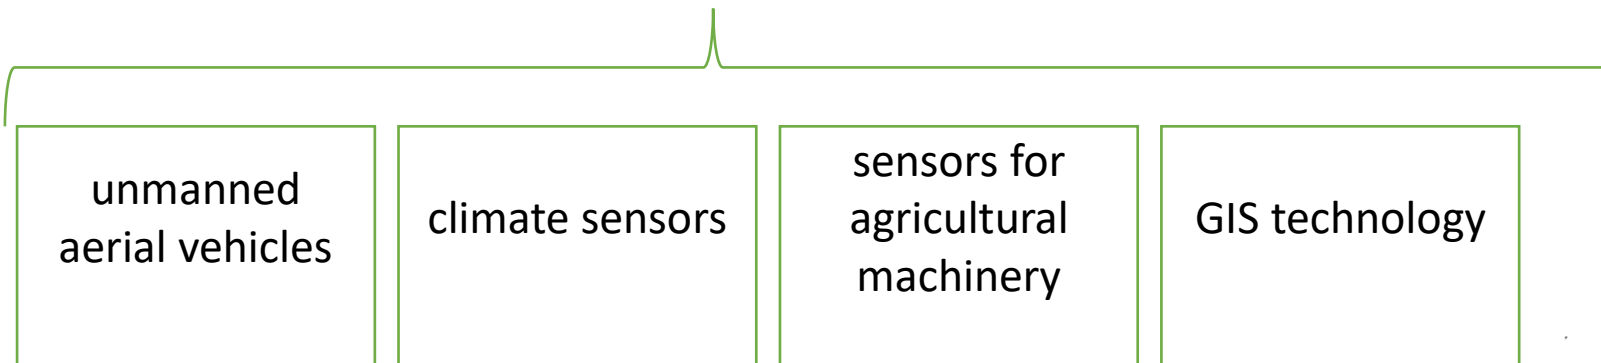 unmanned
aerial vehicles
climate sensors
sensors for
agricultural
machinery
GIS technology